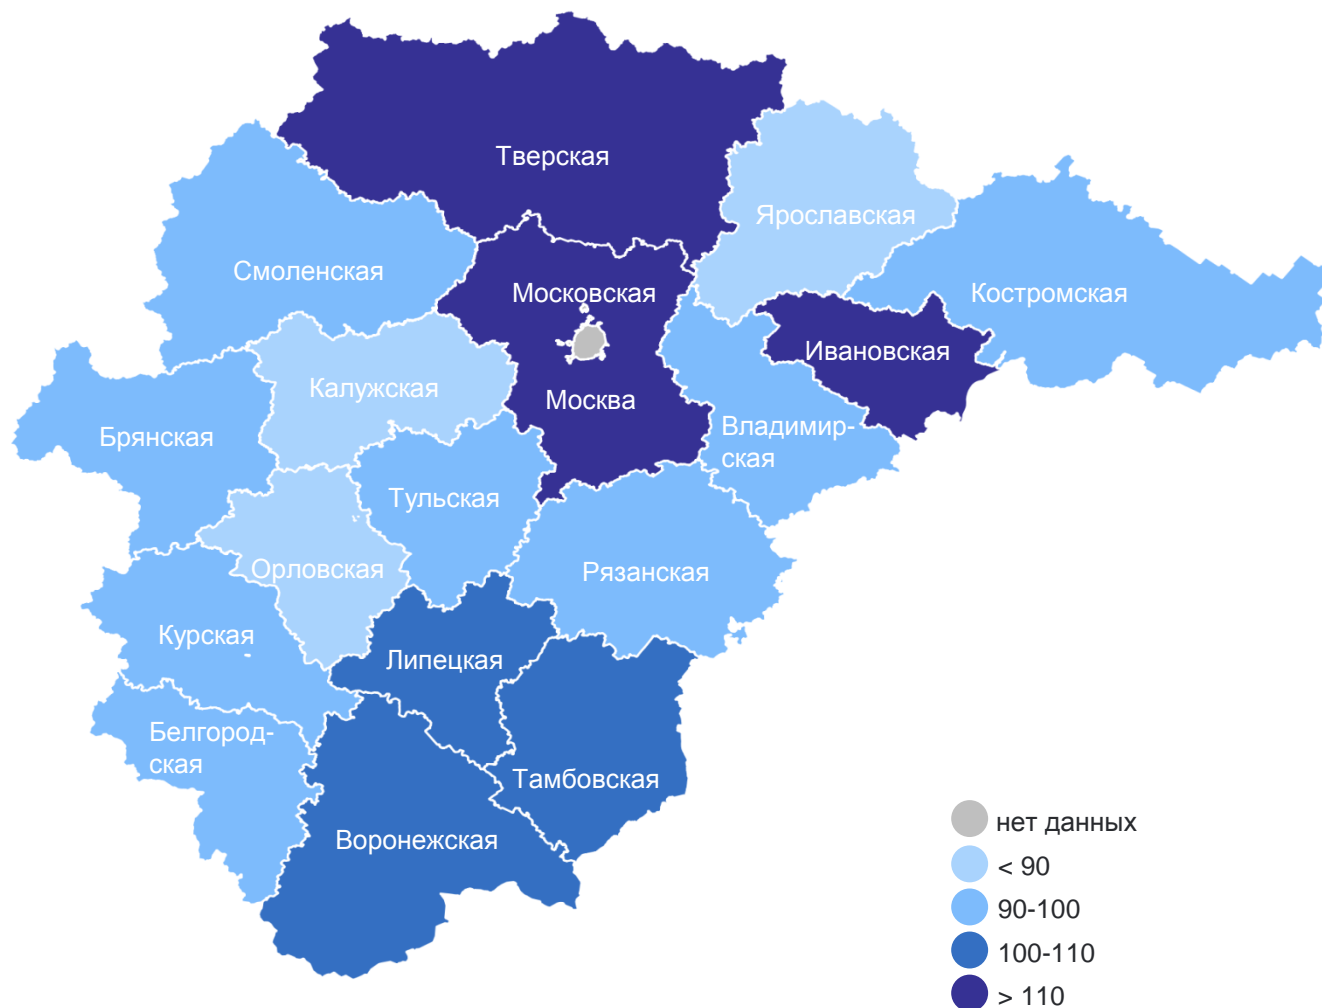 Тверская
Ярославская
Смоленская
Московская
Костромская
Ивановская
Калужская
Москва
Брянская
Владимир-
ская
Тульская
Орловская
Рязанская
Курская
Липецкая
Белгород-
ская
Тамбовская
Воронежская
нет данных
< 90
90-100
100-110
> 110